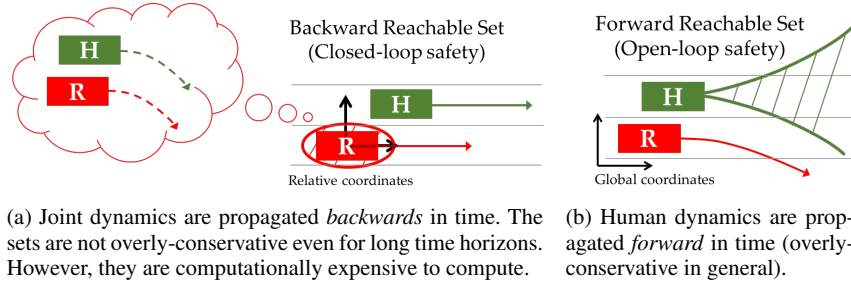 H
R
Backward Reachable Set
(Closed-loop safety)
H
R
Relative coordinates
Forward Reachable Set
(Open-loop safety)
H
R
Global coordinates
(a) Joint dynamics are propagated backwards in time. The
sets are not overly-conservative even for long time horizons.
However, they are computationally expensive to compute.
(b) Human dynamics are prop-
agated forward in time (overly-
conservative in general).